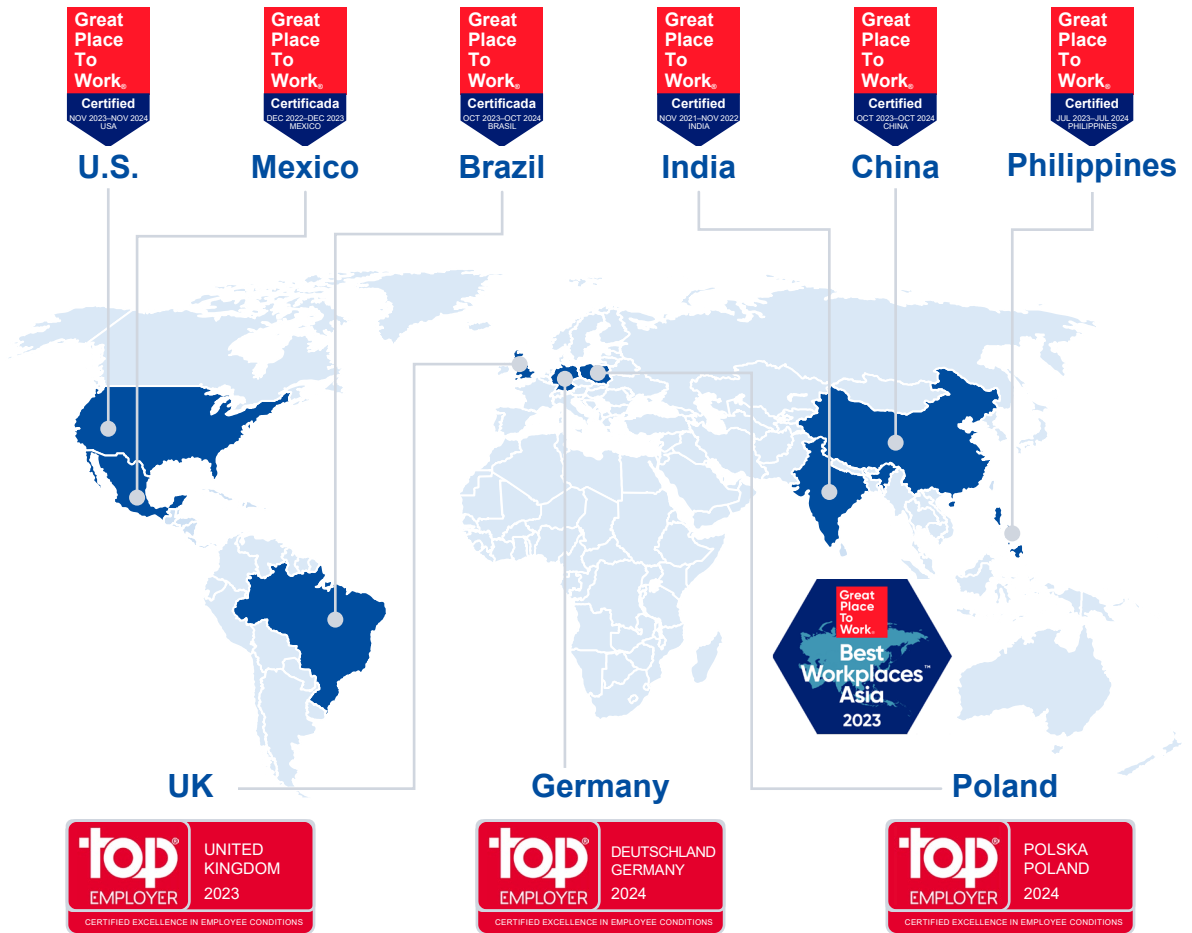 Great
Place
To
Work®
Certified
NOV 2023–NOV 2024
USA
U.S.
Great
Place
To
Work®
Certificada
DEC 2022–DEC 2023
MEXICO
Mexico
Great
Place
To
Work®
Certificada
OCT 2023–OCT 2024
BRASIL
Brazil
Great
Place
To
Work®
Certified
NOV 2021–NOV 2022
INDIA
India
Great
Place
To
Work®
Certified
OCT 2023–OCT 2024
CHINA
China
Great
Place
To
Work®
Certified
JUL 2023–JUL 2024
PHILIPPINES
Philippines
Great
Place
To
Work®
Best
Workplaces™
Asia
2023
UK
top®
EMPLOYER
UNITED
KINGDOM
2023
CERTIFIED EXCELLENCE IN EMPLOYEE CONDITIONS
Germany
top®
EMPLOYER
DEUTSCHLAND
GERMANY
2024
CERTIFIED EXCELLENCE IN EMPLOYEE CONDITIONS
Poland
top®
EMPLOYER
POLSKA
POLAND
2024
CERTIFIED EXCELLENCE IN EMPLOYEE CONDITIONS